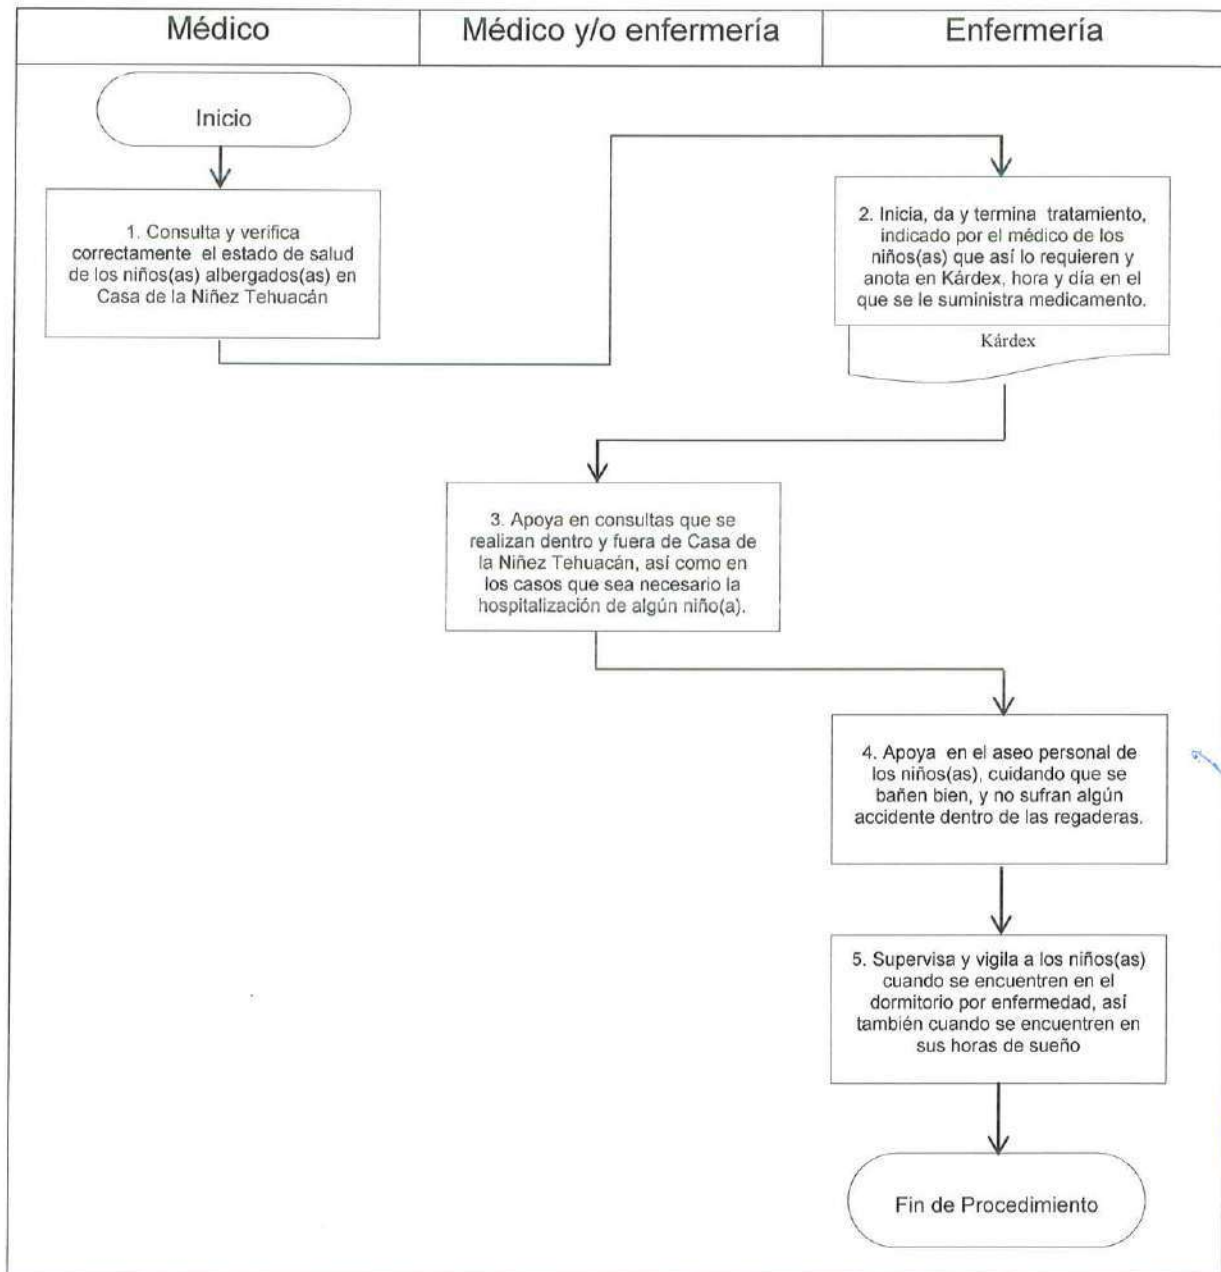 Médico
Médico y/o enfermería
Enfermería
Inicio
1. Consulta y verifica
correctamente el estado de salud
de los niños(as) albergados(as) en
Casa de la Niñez Tehuacán
2. Inicia, da y termina tratamiento,
indicado por el médico de los
niños(as) que así lo requieren y
anota en Kárdex, hora y día en el
que se le suministra medicamento.
Kárdex
3. Apoya en consultas que se
realizan dentro y fuera de Casa de
la Niñez Tehuacán, así como en
los casos que sea necesario la
hospitalización de algún niño(a).
4. Apoya en el aseo personal de
los niños(as), cuidando que se
bañen bien, y no sufran algún
accidente dentro de las regaderas.
5. Supervisa y vigila a los niños(as)
cuando se encuentren en el
dormitorio por enfermedad, así
también cuando se encuentren en
sus horas de sueño
Fin de Procedimiento